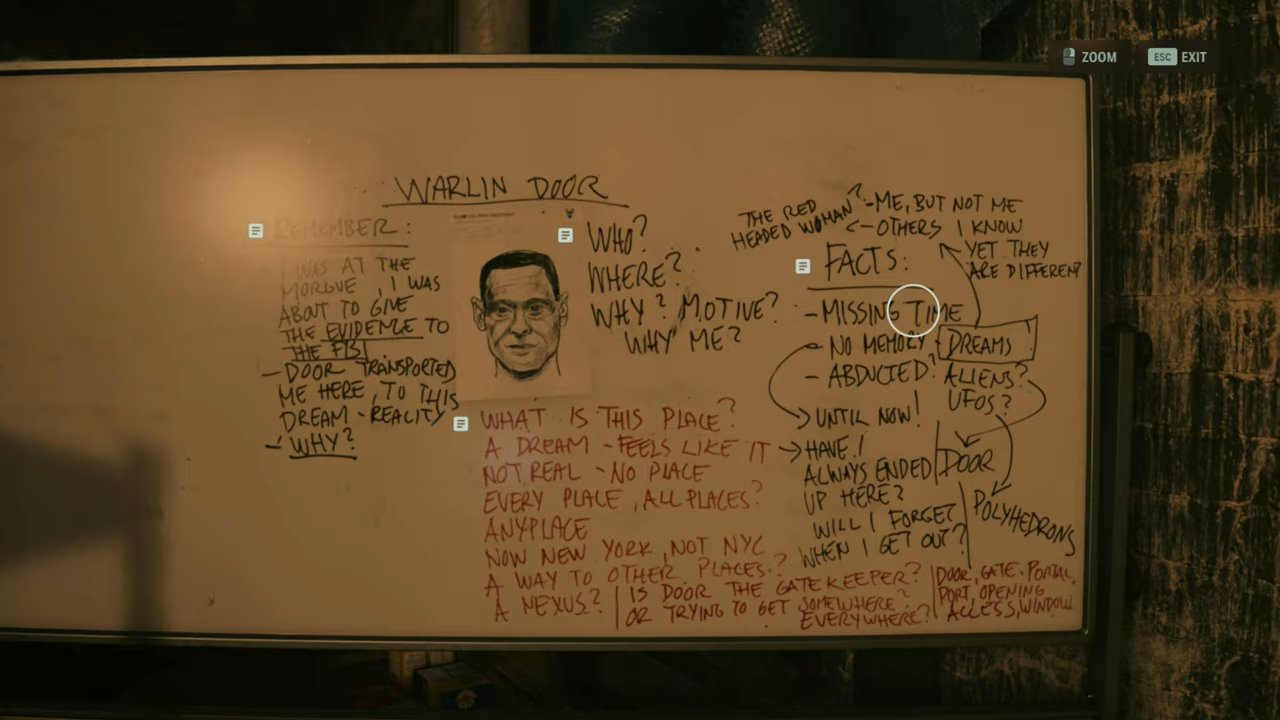 ZOOM
ESC EXIT
WARLIN DOOR
REMEMBER:
I WAS AT THE
MORGUE, I WAS
ABOUT TO GIVE
THE EVIDENCE TO
THE FBI
- DOOR TRANSPORTED
ME HERE, TO THIS
DREAM - REALITY
- WHY?
WHO?
WHERE?
WHY? MOTIVE?
WHY ME?
WHAT IS THIS PLACE?
A DREAM - FEELS LIKE IT
NOT REAL - NO PLACE
EVERY PLACE, ALL PLACES?
ANYPLACE
NOW NEW YORK, NOT NYC
A WAY TO OTHER PLACES?
A NEXUS?
IS DOOR THE GATEKEEPER?
OR TRYING TO GET SOMEWHERE?
EVERYWHERE?
DOOR, GATE, PORTAL,
PORT, OPENING
ACCESS, WINDOW
THE RED
HEADED WOMAN?
- ME, BUT NOT ME
- OTHERS I KNOW
YET THEY
ARE DIFFERENT
FACTS:
- MISSING TIME
- NO MEMORY - DREAMS
- ABDUCTED? ALIENS?
UFOS?
UNTIL NOW!
HAVE I
ALWAYS ENDED
UP HERE?
WILL I FORGET
WHEN I GET OUT?
DOOR
POLYHEDRONS